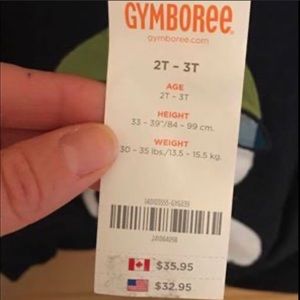 GYMBOREE
gymboree.com
2T - 3T
AGE
2T - 3T
HEIGHT
33 - 39"/84 - 99 cm.
WEIGHT
30 - 35 lbs./13.5 - 15.5 kg.
$35.95
$32.95